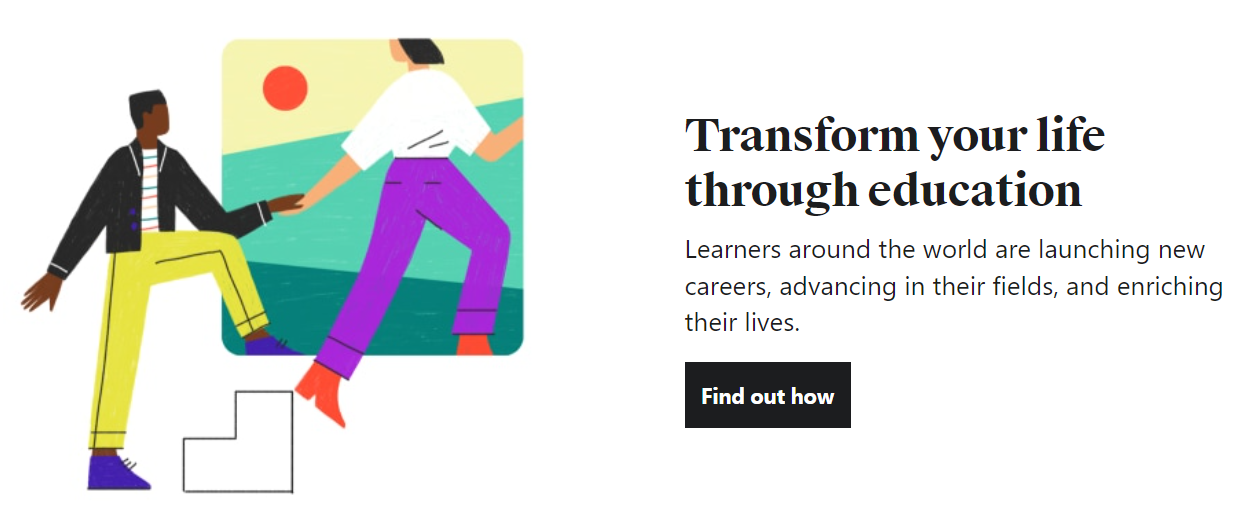 Transform your life
through education
Learners around the world are launching new
careers, advancing in their fields, and enriching
their lives.
Find out how